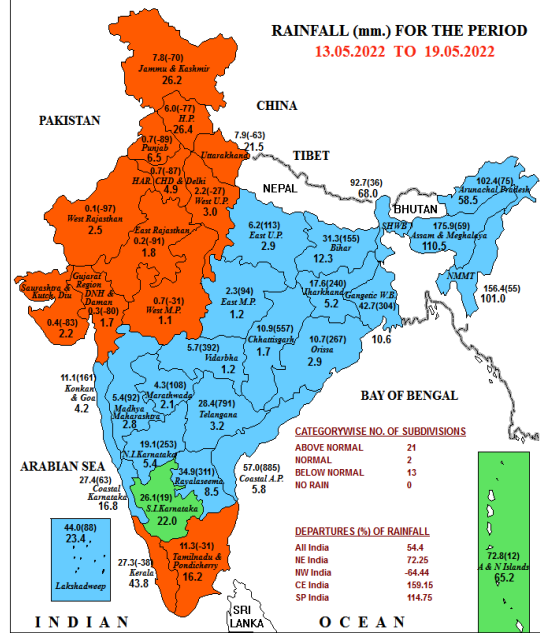 RAINFALL (mm.) FOR THE PERIOD
13.05.2022 TO 19.05.2022
7.8(-70)
Jammu & Kashmir
26.2
CHINA
6.0(-77)
H.P.
26.4
PAKISTAN
0.7(-89)
Punjab
6.5
7.9(-63)
21.5
Uttarakhand
TIBET
0.7(-87)
HAR. CHD & Delhi
4.9
2.2(-27)
West U.P.
3.0
NEPAL
92.7(36)
68.0
SHWB
BHUTAN
102.4(75)
Arunachal Pradesh
58.5
0.1(-97)
West Rajasthan
2.5
East Rajasthan
0.2(-91)
1.8
6.2(113)
East U.P.
2.9
31.3(155)
Bihar
12.3
175.9(59)
Assam & Meghalaya
110.5
NMMT
156.4(55)
101.0
Saurashtra &
Kutch, Diu
0.4(-83)
2.2
Gujarat
Region
DNH &
Daman
0.3(-80)
1.7
0.7(-31)
West M.P.
1.1
2.3(94)
East M.P.
1.2
17.6(240)
Jharkhand
5.2
Gangetic W.B.
42.7(304)
10.6
10.9(557)
Chhattisgarh
1.7
10.7(267)
Orissa
2.9
5.7(392)
Vidarbha
1.2
11.1(161)
Konkan
& Goa
4.2
5.4(92)
Madhya
Maharashtra
2.8
4.3(108)
Marathwada
2.1
28.4(791)
Telangana
3.2
BAY OF BENGAL
19.1(253)
N.I.Karnataka
5.4
ARABIAN SEA
27.4(63)
Coastal
Karnataka
16.8
34.9(311)
Rayalaseema
8.5
57.0(885)
Coastal A.P.
5.8
26.1(19)
S.I.Karnataka
22.0
CATEGORYWISE NO. OF SUBDIVISIONS
ABOVE NORMAL 21
NORMAL 2
BELOW NORMAL 13
NO RAIN 0
44.0(88)
23.4
Lakshadweep
27.3(-38)
Kerala
43.8
11.3(-31)
Tamilnadu &
Pondicherry
16.2
DEPARTURES (%) OF RAINFALL
All India 54.4
NE India 72.25
NW India -64.44
CE India 159.15
SP India 114.75
72.8(12)
A & N Islands
65.2
SRI
LANKA
INDIAN OCEAN